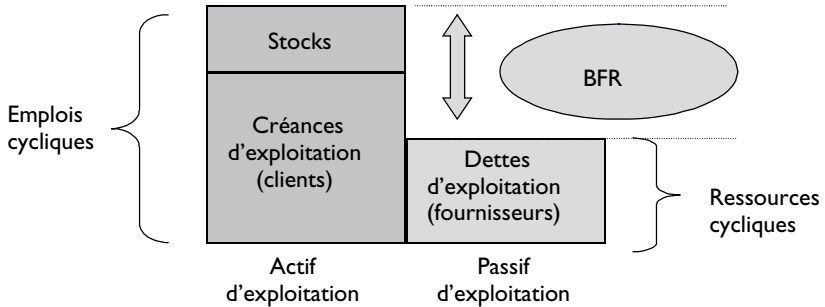 Stocks
BFR
Emplois
cycliques
Créances
d’exploitation
(clients)
Dettes
d’exploitation
(fournisseurs)
Ressources
cycliques
Actif
d’exploitation
Passif
d’exploitation